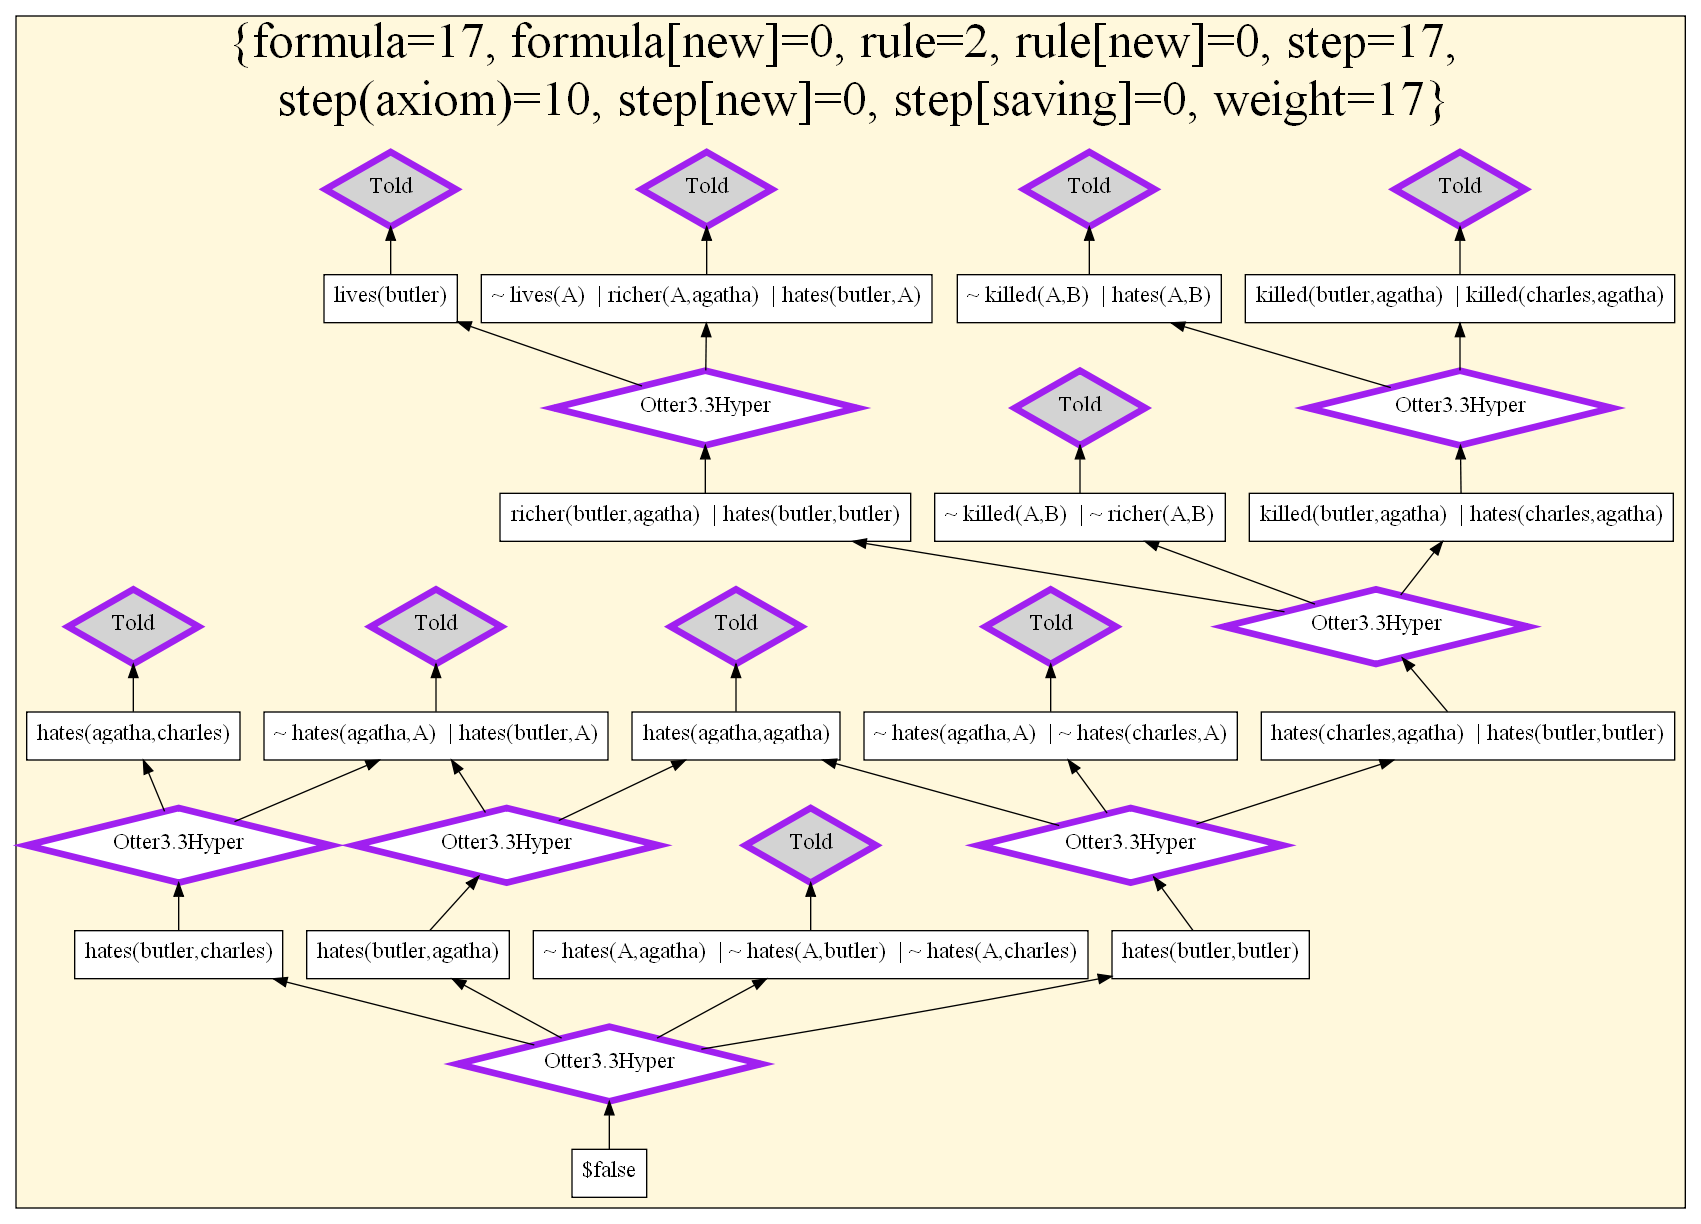 {formula=17, formula[new]=0, rule=2, rule[new]=0, step=17,
step(axiom)=10, step[new]=0, step[saving]=0, weight=17}
Told
Told
Told
Told
lives(butler)
~ lives(A) | richer(A,agatha) | hates(butler,A)
~ killed(A,B) | hates(A,B)
killed(butler,agatha) | killed(charles,agatha)
Otter3.3Hyper
Told
Otter3.3Hyper
richer(butler,agatha) | hates(butler,butler)
~ killed(A,B) | ~ richer(A,B)
killed(butler,agatha) | hates(charles,agatha)
Told
Told
Told
Told
Otter3.3Hyper
hates(agatha,charles)
~ hates(agatha,A) | hates(butler,A)
hates(agatha,agatha)
~ hates(agatha,A) | ~ hates(charles,A)
hates(charles,agatha) | hates(butler,butler)
Otter3.3Hyper
Otter3.3Hyper
Told
Otter3.3Hyper
hates(butler,charles)
hates(butler,agatha)
~ hates(A,agatha) | ~ hates(A,butler) | ~ hates(A,charles)
hates(butler,butler)
Otter3.3Hyper
$false